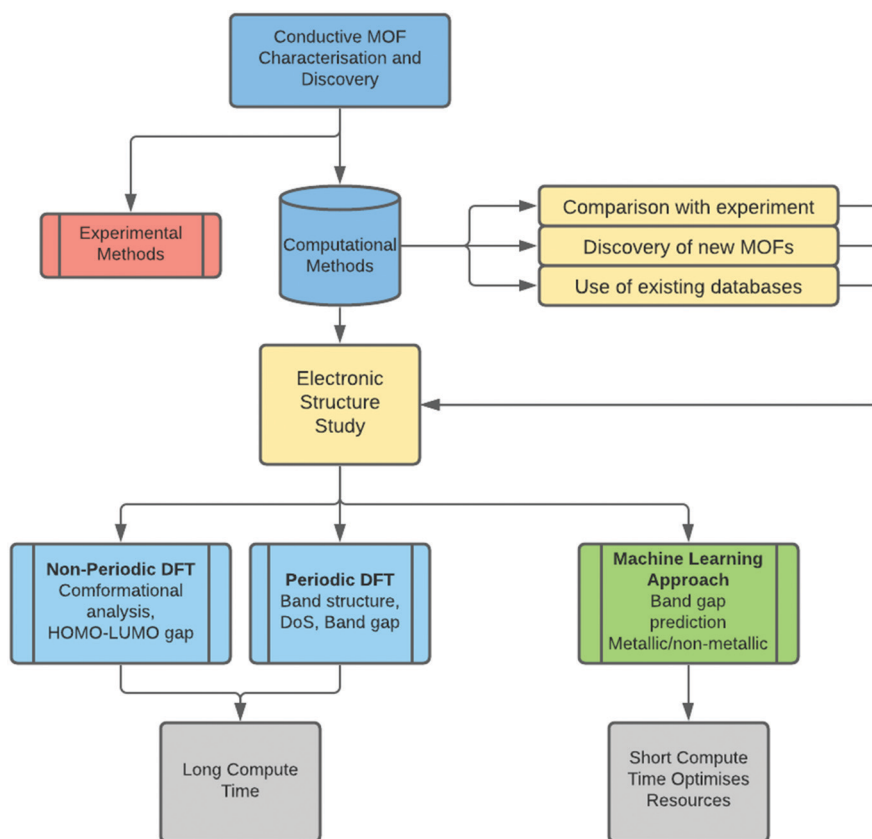 Conductive MOF
Characterisation and
Discovery
Experimental
Methods
Computational
Methods
Comparison with experiment
Discovery of new MOFs
Use of existing databases
Electronic
Structure
Study
Non-Periodic DFT
Comformational
analysis,
HOMO-LUMO gap
Periodic DFT
Band structure,
DoS, Band gap
Machine Learning
Approach
Band gap
prediction
Metallic/non-metallic
Long Compute
Time
Short Compute
Time Optimises
Resources